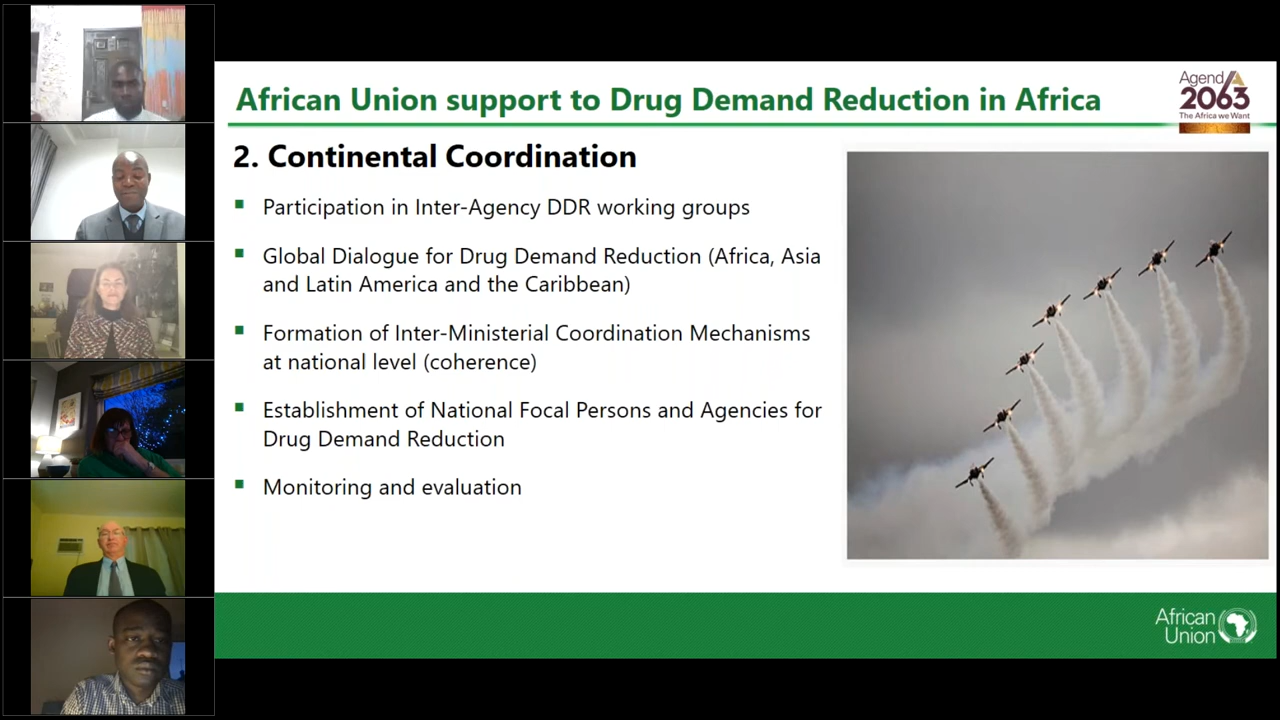 African Union support to Drug Demand Reduction in Africa
AgendA
2063
The Africa we Want
2. Continental Coordination
Participation in Inter-Agency DDR working groups
Global Dialogue for Drug Demand Reduction (Africa, Asia
and Latin America and the Caribbean)
Formation of Inter-Ministerial Coordination Mechanisms
at national level (coherence)
Establishment of National Focal Persons and Agencies for
Drug Demand Reduction
Monitoring and evaluation
African
Union